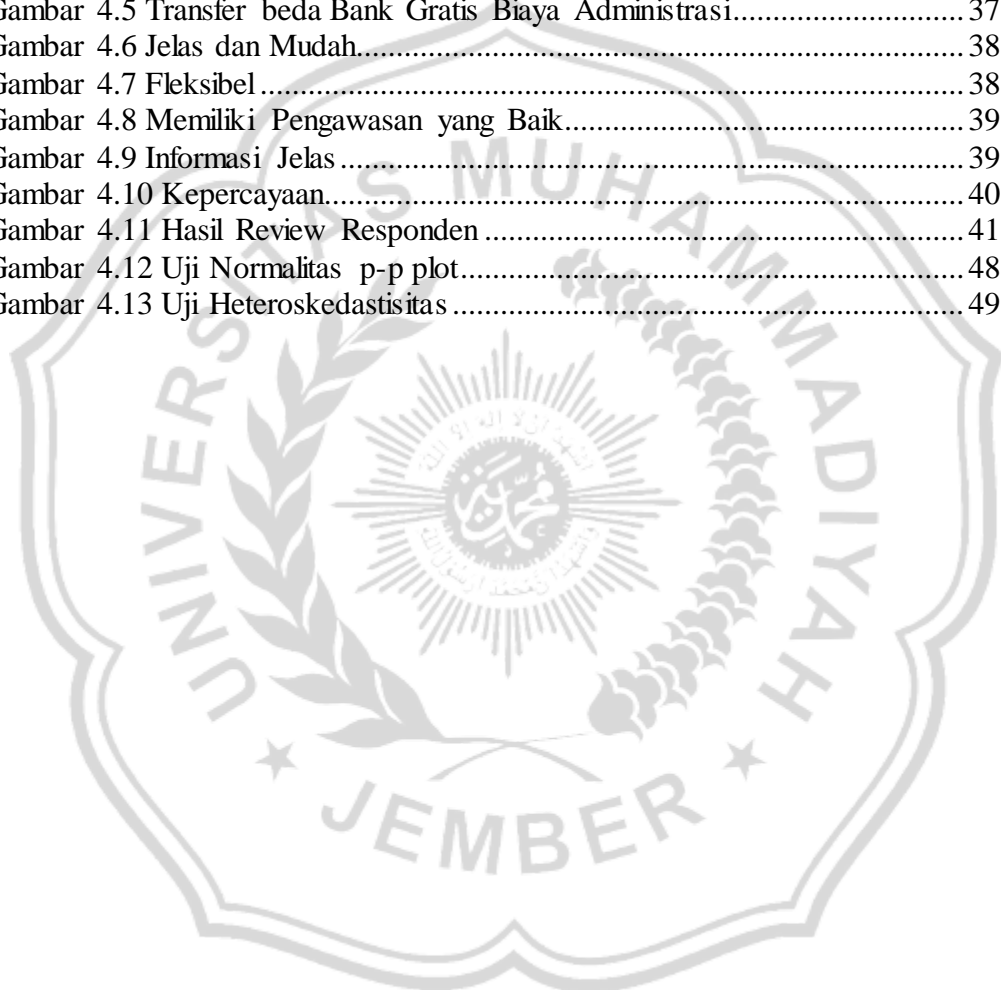 Gambar 4.5 Transfer beda Bank Gratis Biaya Administrasi.......................... 37
Gambar 4.6 Jelas dan Mudah.......................... 38
Gambar 4.7 Fleksibel .......................... 38
Gambar 4.8 Memiliki Pengawasan yang Baik.......................... 39
Gambar 4.9 Informasi Jelas .......................... 39
Gambar 4.10 Kepercayaan.......................... 40
Gambar 4.11 Hasil Review Responden .......................... 41
Gambar 4.12 Uji Normalitas p-p plot.......................... 48
Gambar 4.13 Uji Heteroskedastisitas .......................... 49
UNIVERSITAS MUHAMMADIYAH
JEMBER